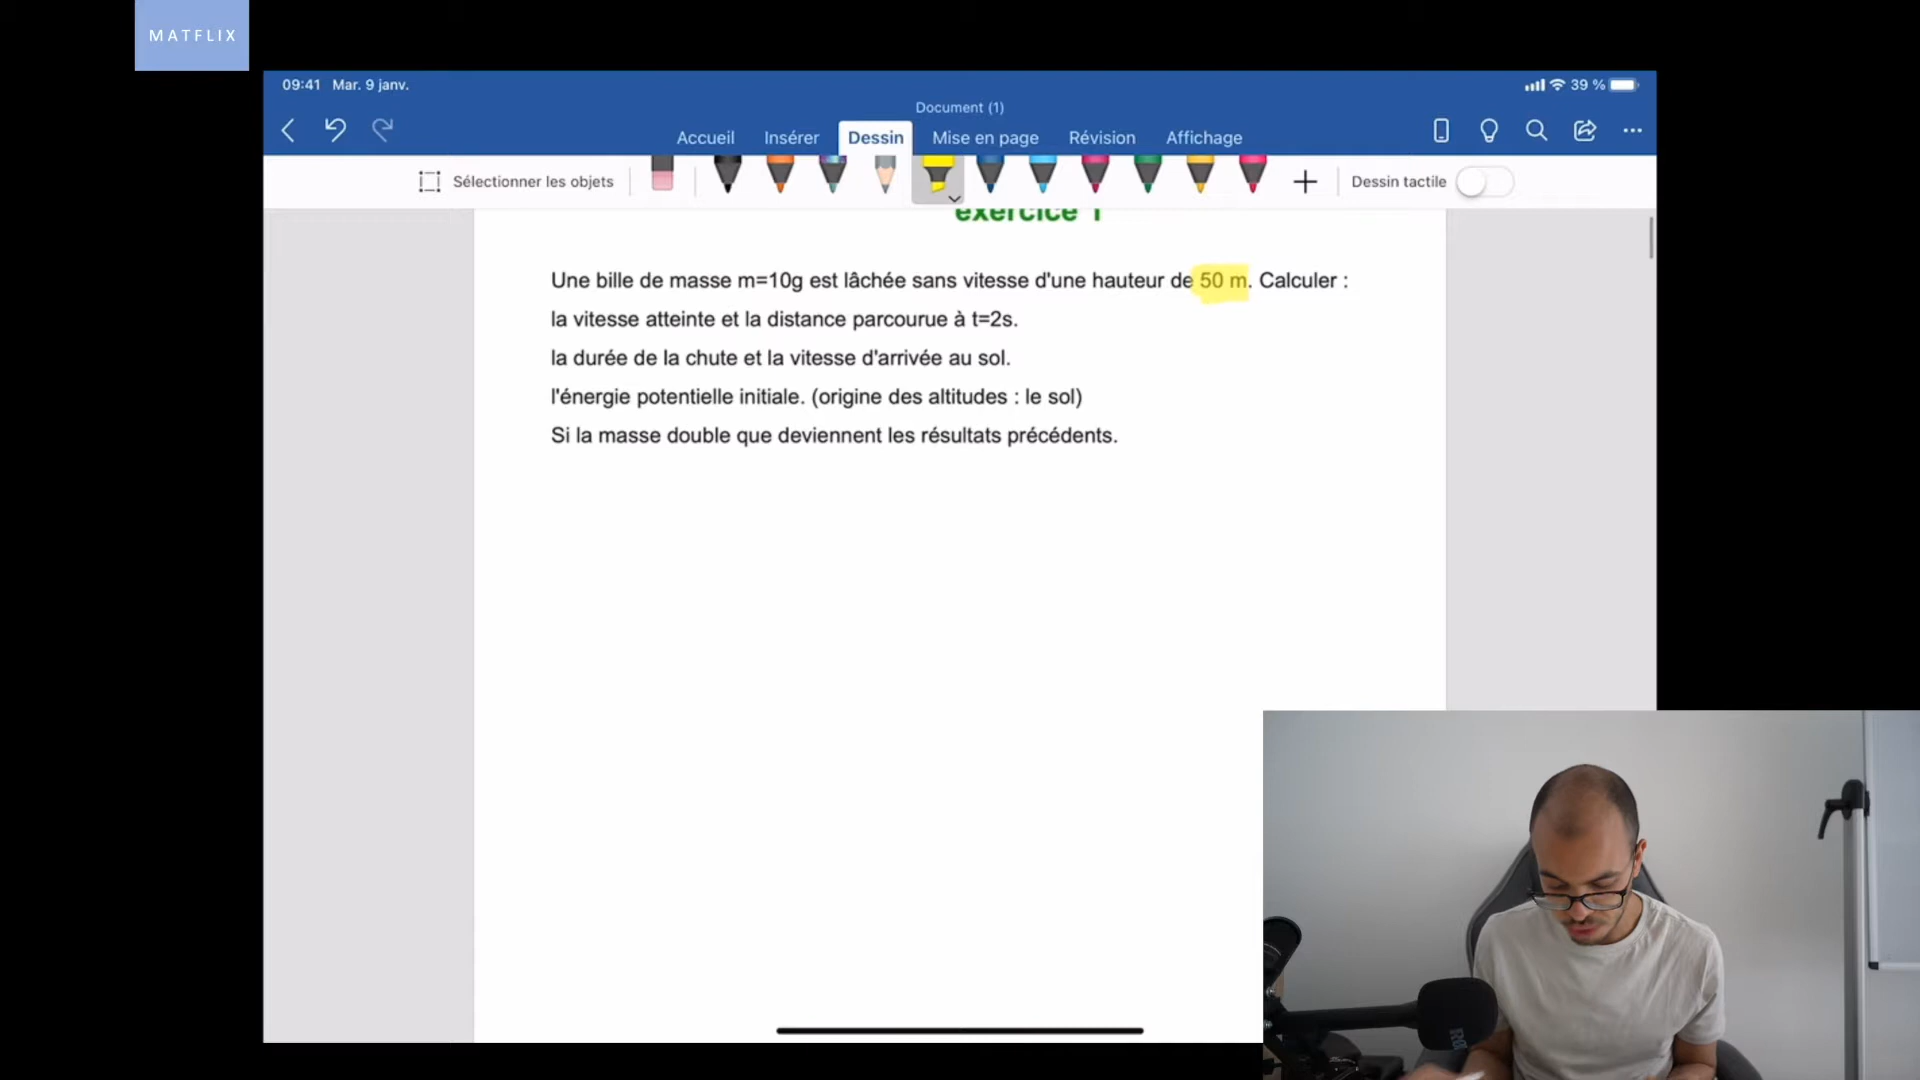 MATFLIX
09:41 Mar. 9 janv.
39 %
Document (1)
Accueil Insérer Dessin Mise en page Révision Affichage
Sélectionner les objets
Dessin tactile
exercice 1
Une bille de masse m=10g est lâchée sans vitesse d'une hauteur de 50 m. Calculer :
la vitesse atteinte et la distance parcourue à t=2s.
la durée de la chute et la vitesse d'arrivée au sol.
l'énergie potentielle initiale. (origine des altitudes : le sol)
Si la masse double que deviennent les résultats précédents.